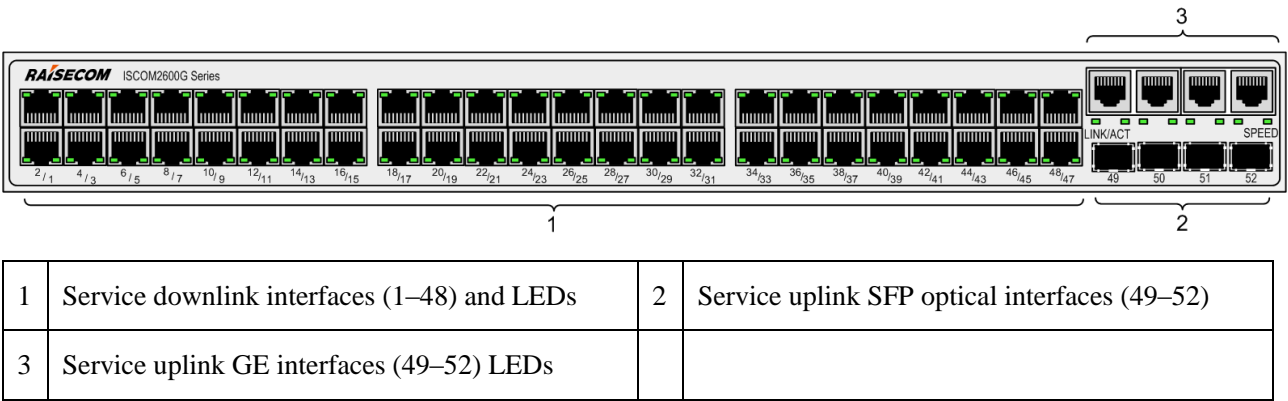 3
RAISECOM ISCOM2600G Series
LINK/ACT SPEED
2/1 4/3 6/5 8/7 10/9 12/11 14/13 16/15 18/17 20/19 22/21 24/23 26/25 28/27 30/29 32/31 34/33 36/35 38/37 40/39 42/41 44/43 46/45 48/47 49 50 51 52
1 2
1 Service downlink interfaces (1–48) and LEDs 2 Service uplink SFP optical interfaces (49–52)
3 Service uplink GE interfaces (49–52) LEDs